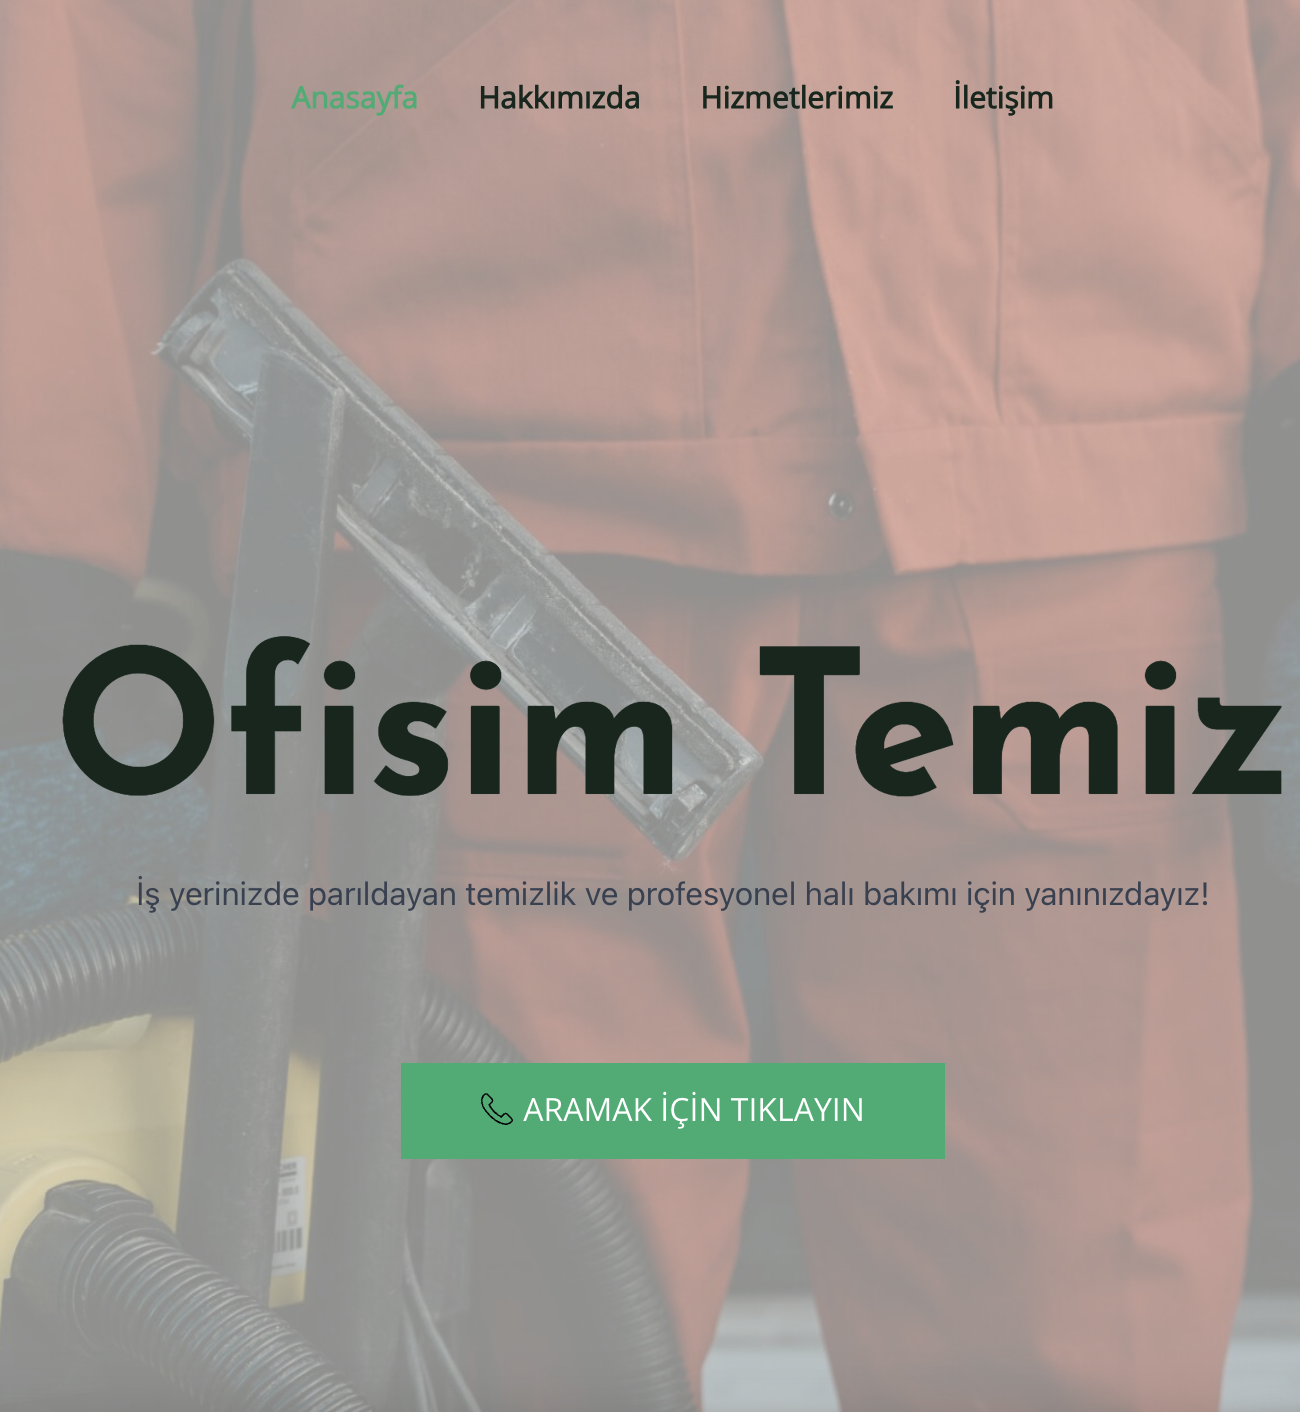 Anasayfa Hakkımızda Hizmetlerimiz İletişim
Ofisim Temiz
İş yerinizde parıldayan temizlik ve profesyonel halı bakımı için yanınızdayız!
ARAMAK İÇİN TIKLAYIN